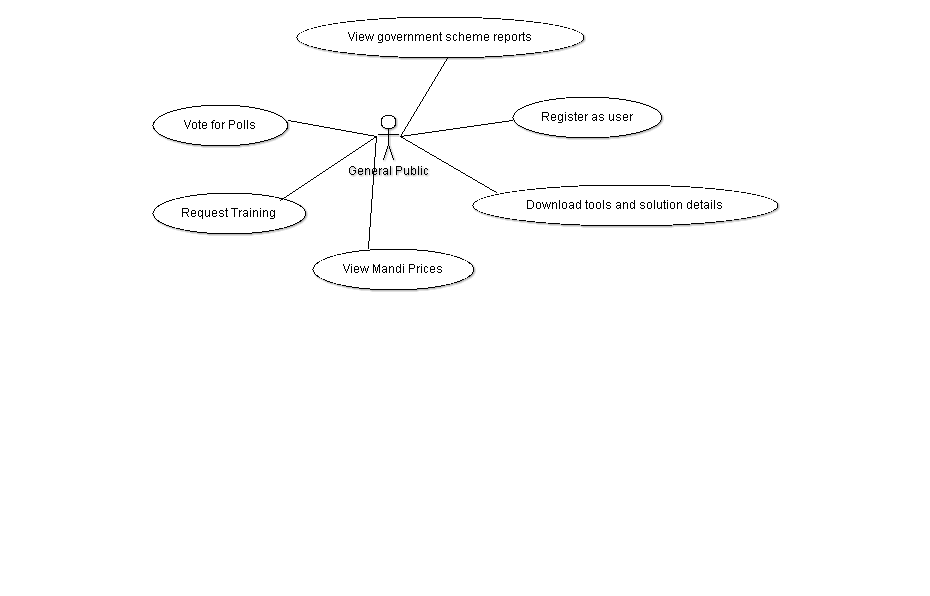 View government scheme reports
Vote for Polls
Register as user
General Public
Request Training
Download tools and solution details
View Mandi Prices